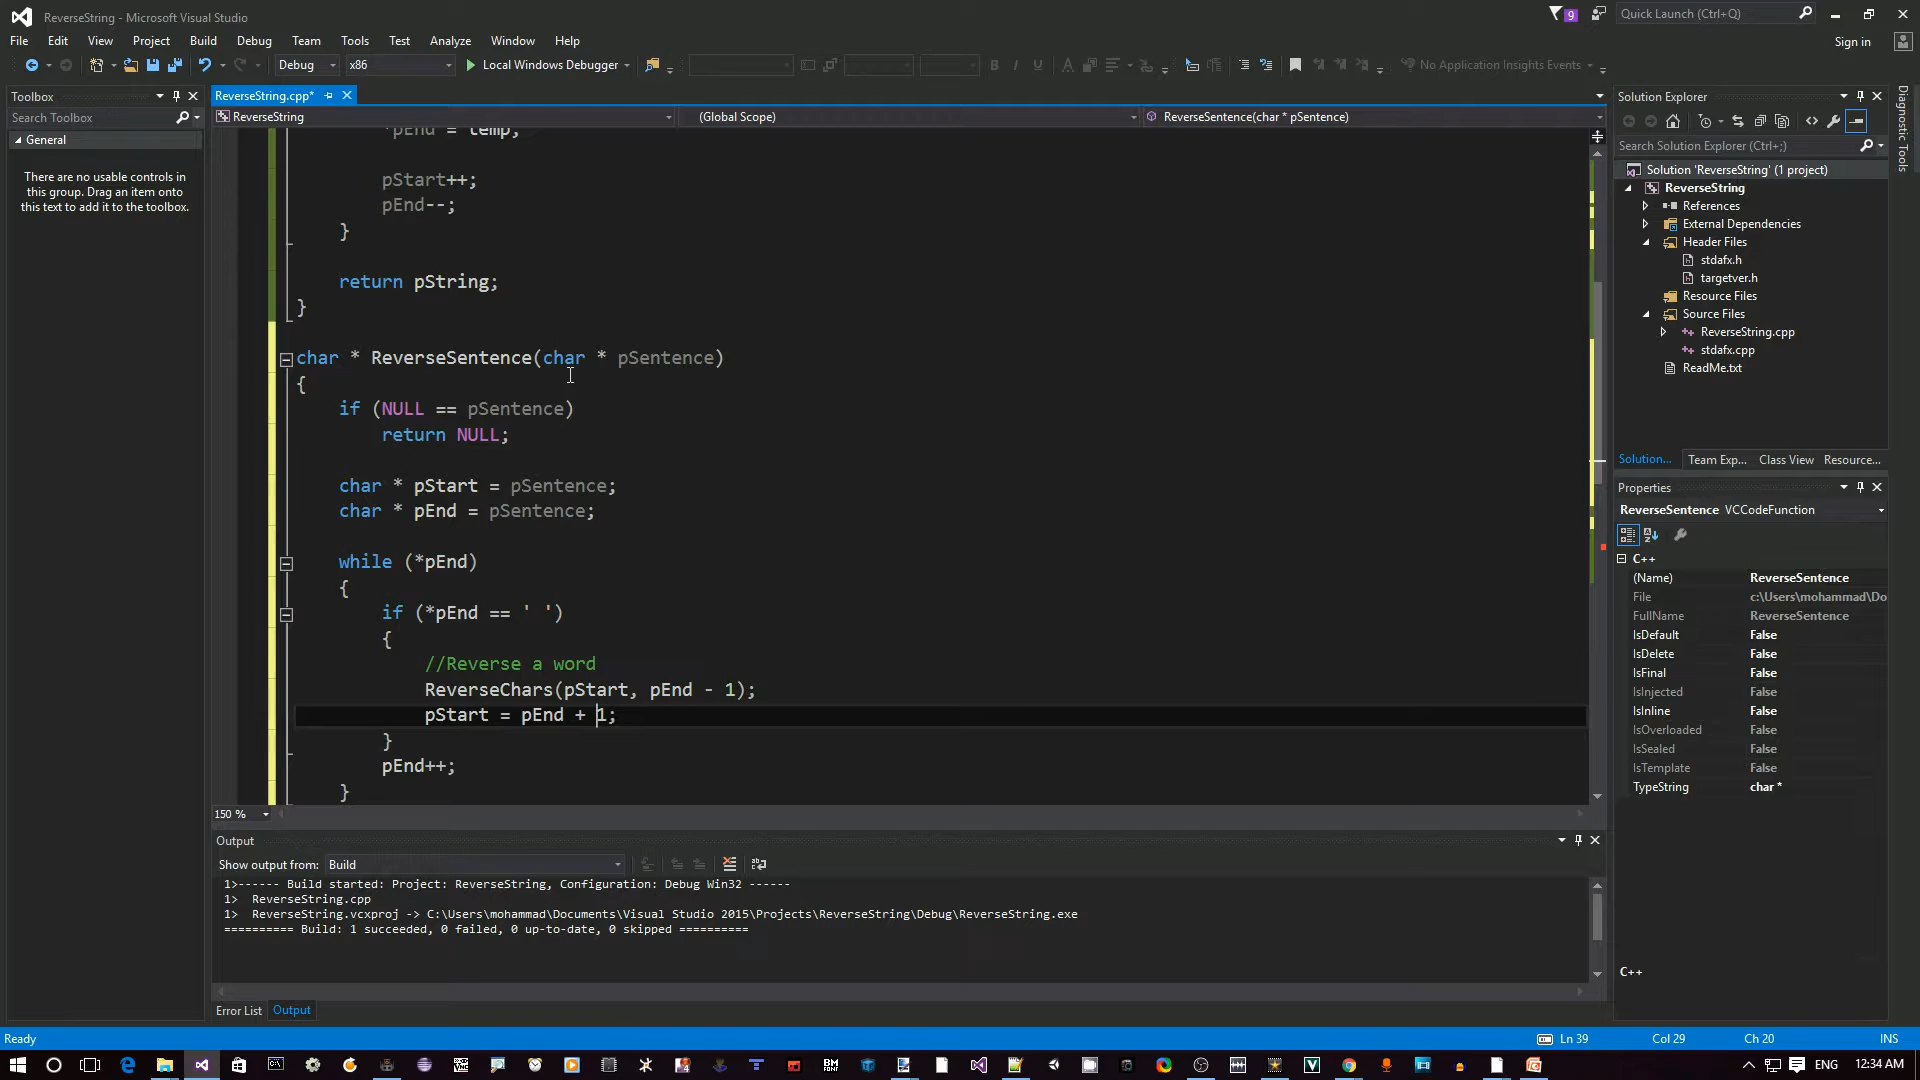 ReverseString - Microsoft Visual Studio
9
Quick Launch (Ctrl+Q)
File Edit View Project Build Debug Team Tools Test Analyze Window Help
Sign in
Debug x86 Local Windows Debugger B I U A No Application Insights Events
Toolbox
Search Toolbox
General
There are no usable controls in
this group. Drag an item onto
this text to add it to the toolbox.
ReverseString.cpp*
ReverseString (Global Scope) ReverseSentence(char * pSentence)
*pEnd = temp;
pStart++;
pEnd--;
}
return pString;
}
char * ReverseSentence(char * pSentence)
{
if (NULL == pSentence)
return NULL;
char * pStart = pSentence;
char * pEnd = pSentence;
while (*pEnd)
{
if (*pEnd == ' ')
{
//Reverse a word
ReverseChars(pStart, pEnd - 1);
pStart = pEnd + 1;
}
pEnd++;
}
150 %
Output
Show output from: Build
1>------ Build started: Project: ReverseString, Configuration: Debug Win32 ------
1> ReverseString.cpp
1> ReverseString.vcxproj -> C:\Users\mohammad\Documents\Visual Studio 2015\Projects\ReverseString\Debug\ReverseString.exe
========== Build: 1 succeeded, 0 failed, 0 up-to-date, 0 skipped ==========
Error List Output
Solution Explorer
Search Solution Explorer (Ctrl+;)
Solution 'ReverseString' (1 project)
ReverseString
References
External Dependencies
Header Files
stdafx.h
targetver.h
Resource Files
Source Files
ReverseString.cpp
stdafx.cpp
ReadMe.txt
Solution... Team Exp... Class View Resource...
Properties
ReverseSentence VCCodeFunction
C++
(Name) ReverseSentence
File c:\Users\mohammad\Do
FullName ReverseSentence
IsDefault False
IsDelete False
IsFinal False
IsInjected False
IsInline False
IsOverloaded False
IsSealed False
IsTemplate False
TypeString char *
C++
Diagnostic Tools
Ready Ln 39 Col 29 Ch 20 INS
ENG 12:34 AM